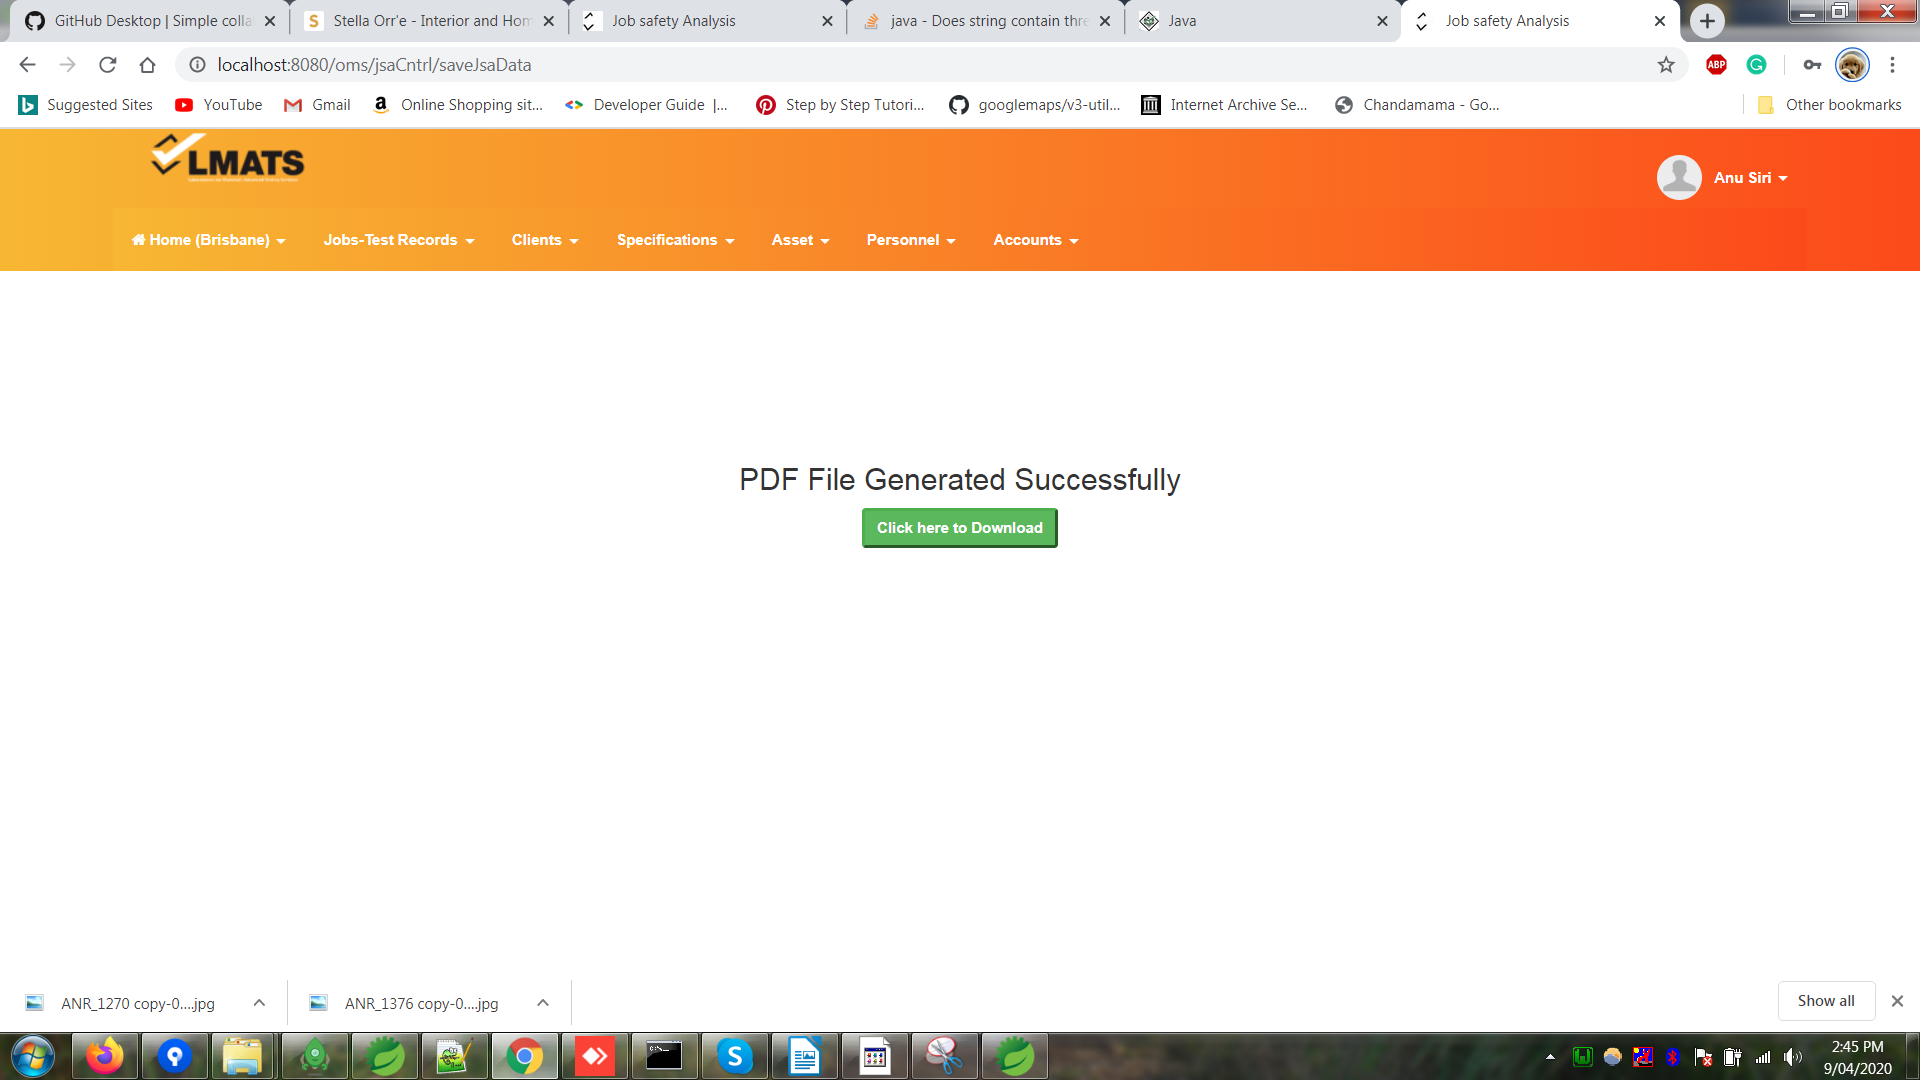 GitHub Desktop | Simple colla
Stella Orr'e - Interior and Hom
Job safety Analysis
java - Does string contain thre
Java
Job safety Analysis
localhost:8080/oms/jsaCntrl/saveJsaData
ABP
Suggested Sites
YouTube
Gmail
Online Shopping sit...
Developer Guide |...
Step by Step Tutori...
googlemaps/v3-util...
Internet Archive Se...
Chandamama - Go...
Other bookmarks
LMATS
Anu Siri
Home (Brisbane)
Jobs-Test Records
Clients
Specifications
Asset
Personnel
Accounts
PDF File Generated Successfully
Click here to Download
ANR_1270 copy-0....jpg
ANR_1376 copy-0....jpg
Show all
2:45 PM
9/04/2020